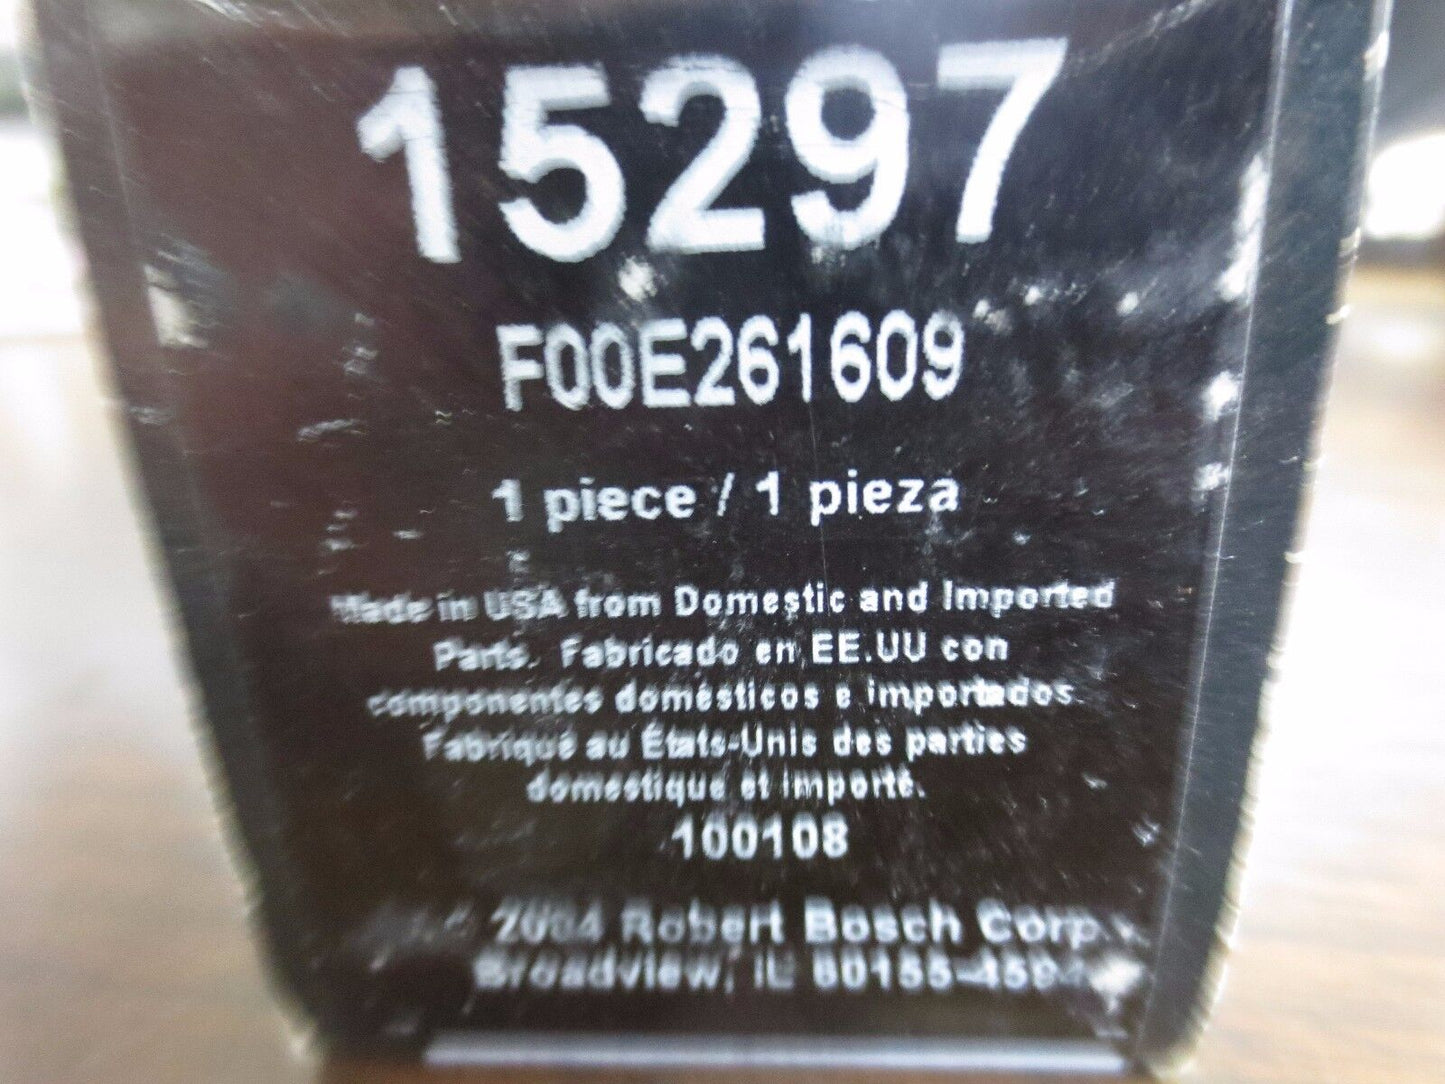 15297
F00E261609
1 piece / 1 pieza
Made in USA from Domestic and Imported
Parts. Fabricado en EE.UU con
componentes domésticos e importados
Fabriqué au États-Unis des parties
domestique et importé.
100108
2004 Robert Bosch Corp
Broadview, IL 60155-4594